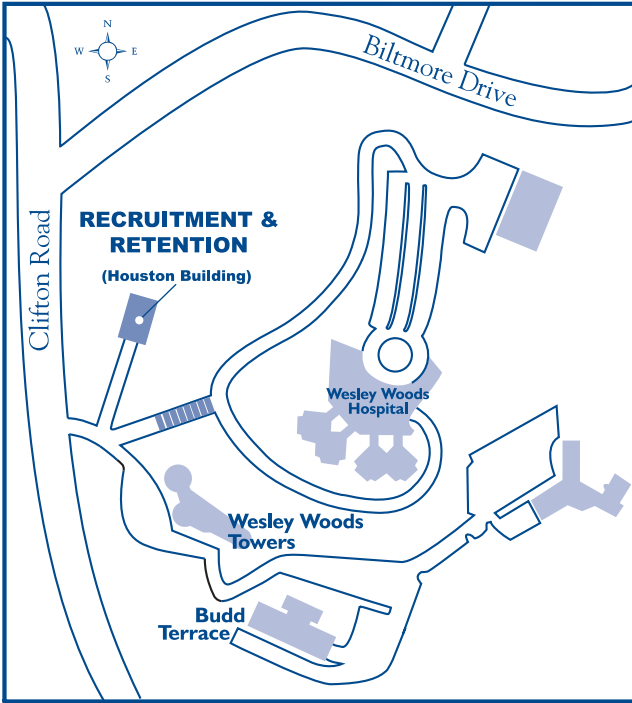 N
W E
S
Biltmore Drive
Clifton Road
RECRUITMENT &
RETENTION
(Houston Building)
Wesley Woods
Hospital
Wesley Woods
Towers
Budd
Terrace